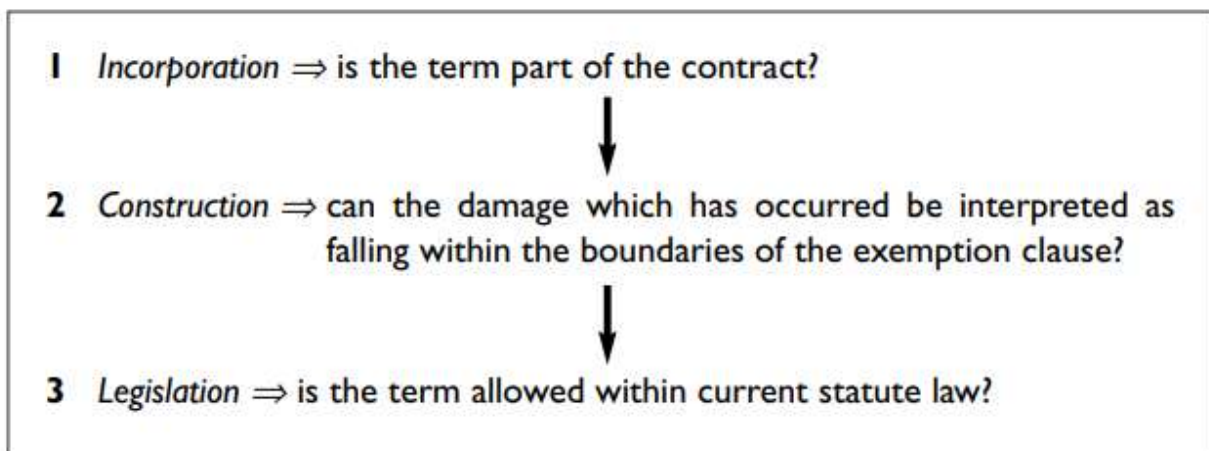 1 Incorporation ⇒ is the term part of the contract?
2 Construction ⇒ can the damage which has occurred be interpreted as
falling within the boundaries of the exemption clause?
3 Legislation ⇒ is the term allowed within current statute law?